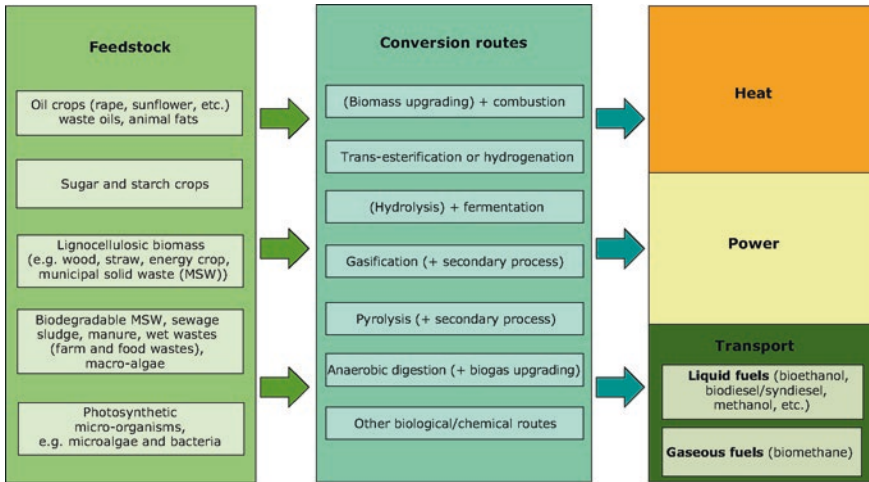 Feedstock
Oil crops (rape, sunflower, etc.)
waste oils, animal fats
Sugar and starch crops
Lignocellulosic biomass
(e.g. wood, straw, energy crop,
municipal solid waste (MSW))
Biodegradable MSW, sewage
sludge, manure, wet wastes
(farm and food wastes),
macro-algae
Photosynthetic
micro-organisms,
e.g. microalgae and bacteria
Conversion routes
(Biomass upgrading) + combustion
Trans-esterification or hydrogenation
(Hydrolysis) + fermentation
Gasification (+ secondary process)
Pyrolysis (+ secondary process)
Anaerobic digestion (+ biogas upgrading)
Other biological/chemical routes
Heat
Power
Transport
Liquid fuels (bioethanol,
biodiesel/syndiesel,
methanol, etc.)
Gaseous fuels (biomethane)